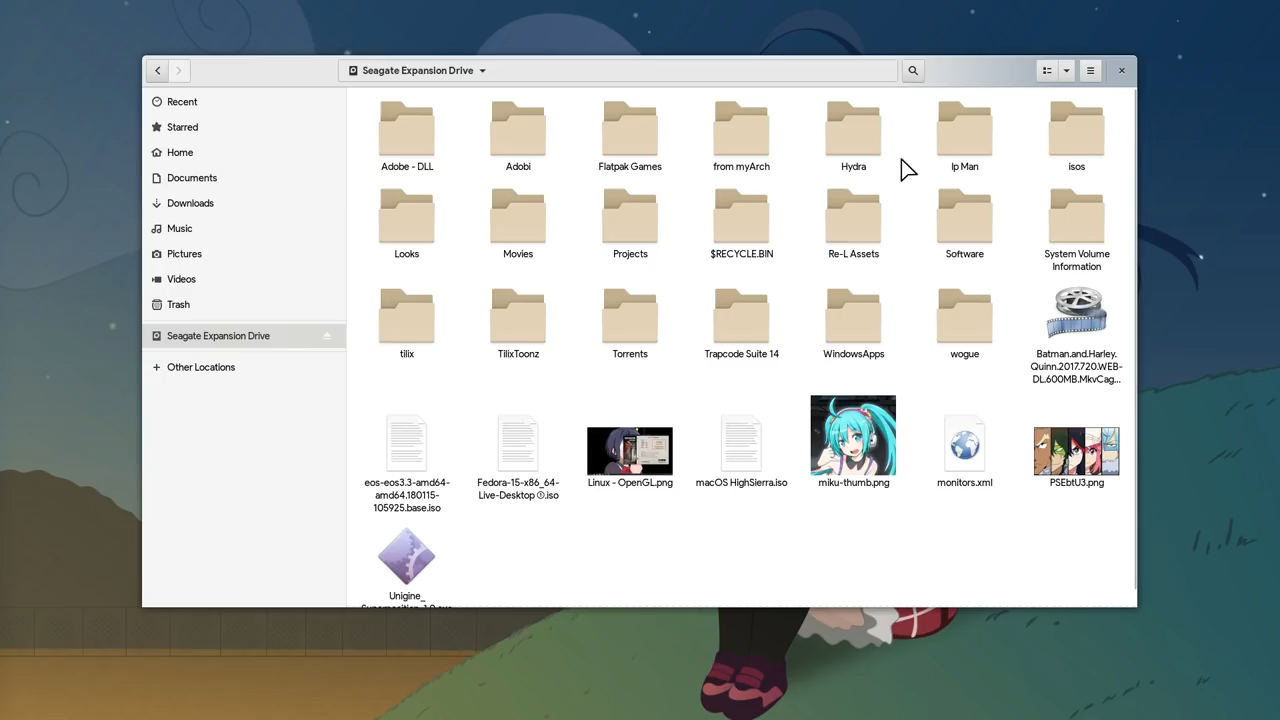 Seagate Expansion Drive
Recent
Starred
Home
Documents
Downloads
Music
Pictures
Videos
Trash
Seagate Expansion Drive
Other Locations
Adobe - DLL
Adobi
Flatpak Games
from myArch
Hydra
Ip Man
isos
Looks
Movies
Projects
$RECYCLE.BIN
Re-L Assets
Software
System Volume
Information
tilix
TilixToonz
Torrents
Trapcode Suite 14
WindowsApps
wogue
Batman.and.Harley.
Quinn.2017.720.WEB-
DL.600MB.MkvCag...
eos-eos3.3-amd64-
amd64.180115-
105925.base.iso
Fedora-15-x86_64-
Live-Desktop ①.iso
Linux - OpenGL.png
macOS HighSierra.iso
miku-thumb.png
monitors.xml
PSEbtU3.png
Unigine_